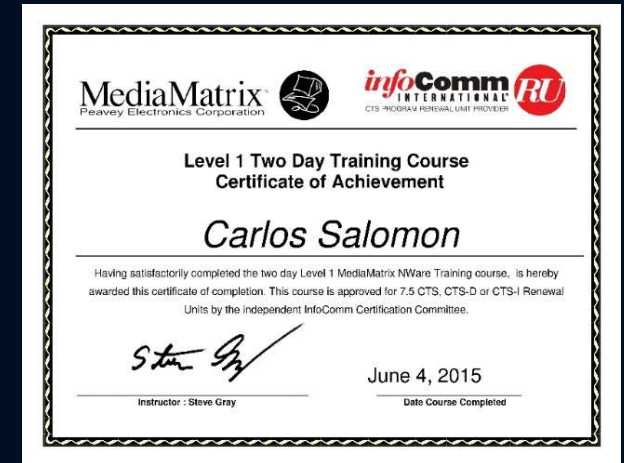 MediaMatrix
Peavey Electronics Corporation
infoComm
INTERNATIONAL
RU
CTS PROGRAM RENEWAL UNIT PROVIDER
Level 1 Two Day Training Course
Certificate of Achievement
Carlos Salomon
Having satisfactorily completed the two day Level 1 MediaMatrix NWare Training course, is hereby
awarded this certificate of completion. This course is approved for 7.5 CTS, CTS-D or CTS-I Renewal
Units by the independent InfoComm Certification Committee.
June 4, 2015
Instructor : Steve Gray
Date Course Completed